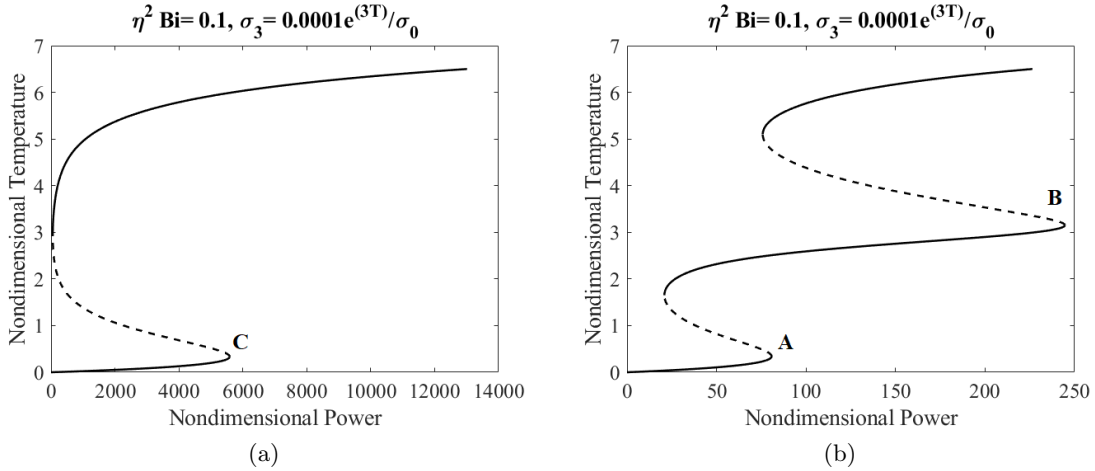 η² Bi= 0.1, σ₃= 0.0001e⁽³ᵀ⁾/σ₀
7
6
5
4
3
2
1
0
Nondimensional Temperature
C
0 2000 4000 6000 8000 10000 12000 14000
Nondimensional Power
(a)
η² Bi= 0.1, σ₃= 0.0001e⁽³ᵀ⁾/σ₀
7
6
5
4
3
2
1
0
Nondimensional Temperature
B
A
0 50 100 150 200 250
Nondimensional Power
(b)